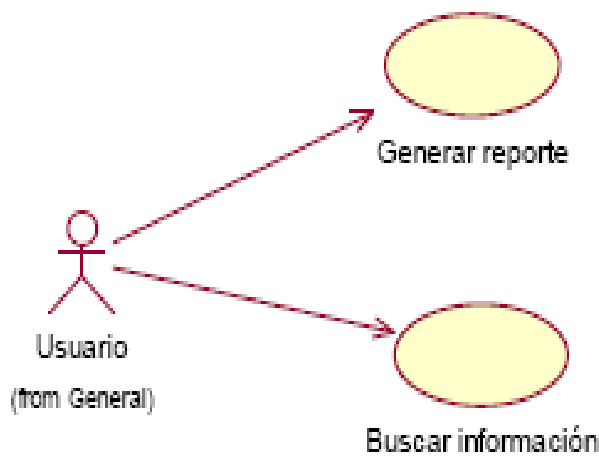 Generar reporte
Usuario
(from General)
Buscar información